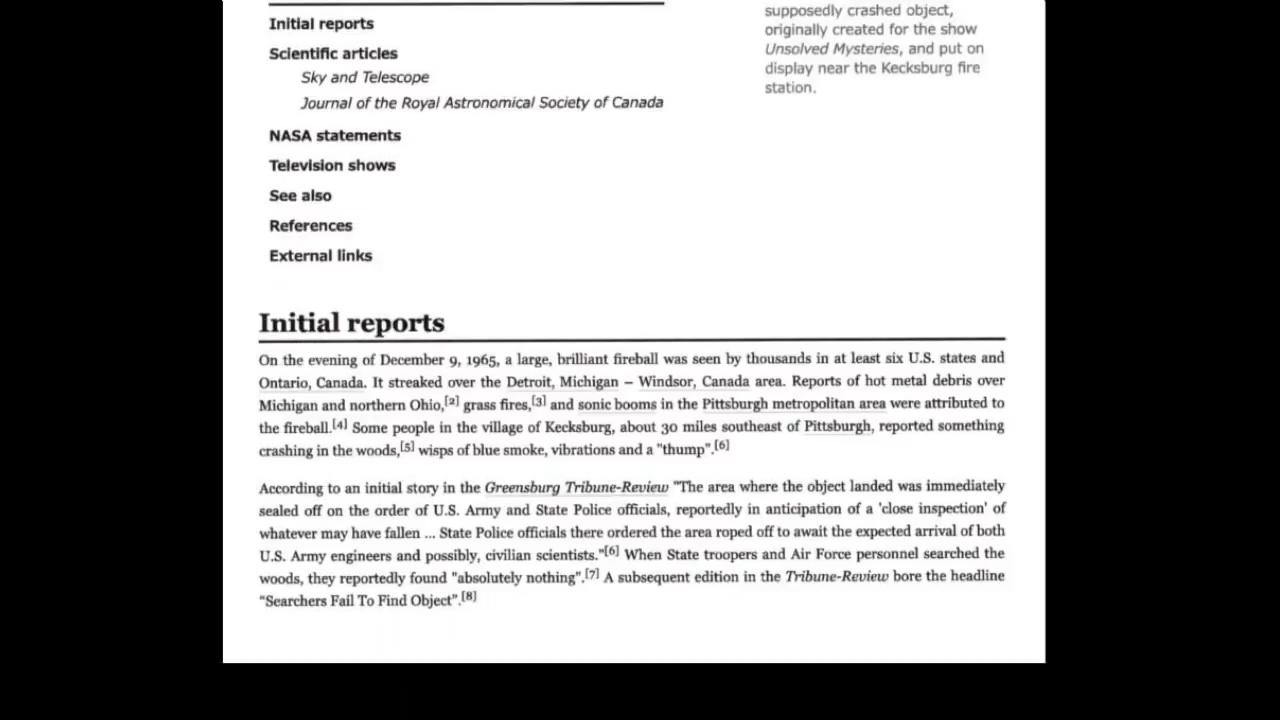 Initial reports
Scientific articles
Sky and Telescope
Journal of the Royal Astronomical Society of Canada
NASA statements
Television shows
See also
References
External links
supposedly crashed object,
originally created for the show
Unsolved Mysteries, and put on
display near the Kecksburg fire
station.
Initial reports
On the evening of December 9, 1965, a large, brilliant fireball was seen by thousands in at least six U.S. states and
Ontario, Canada. It streaked over the Detroit, Michigan – Windsor, Canada area. Reports of hot metal debris over
Michigan and northern Ohio,[2] grass fires,[3] and sonic booms in the Pittsburgh metropolitan area were attributed to
the fireball.[4] Some people in the village of Kecksburg, about 30 miles southeast of Pittsburgh, reported something
crashing in the woods,[5] wisps of blue smoke, vibrations and a "thump".[6]
According to an initial story in the Greensburg Tribune-Review "The area where the object landed was immediately
sealed off on the order of U.S. Army and State Police officials, reportedly in anticipation of a 'close inspection' of
whatever may have fallen ... State Police officials there ordered the area roped off to await the expected arrival of both
U.S. Army engineers and possibly, civilian scientists."[6] When State troopers and Air Force personnel searched the
woods, they reportedly found "absolutely nothing".[7] A subsequent edition in the Tribune-Review bore the headline
"Searchers Fail To Find Object".[8]